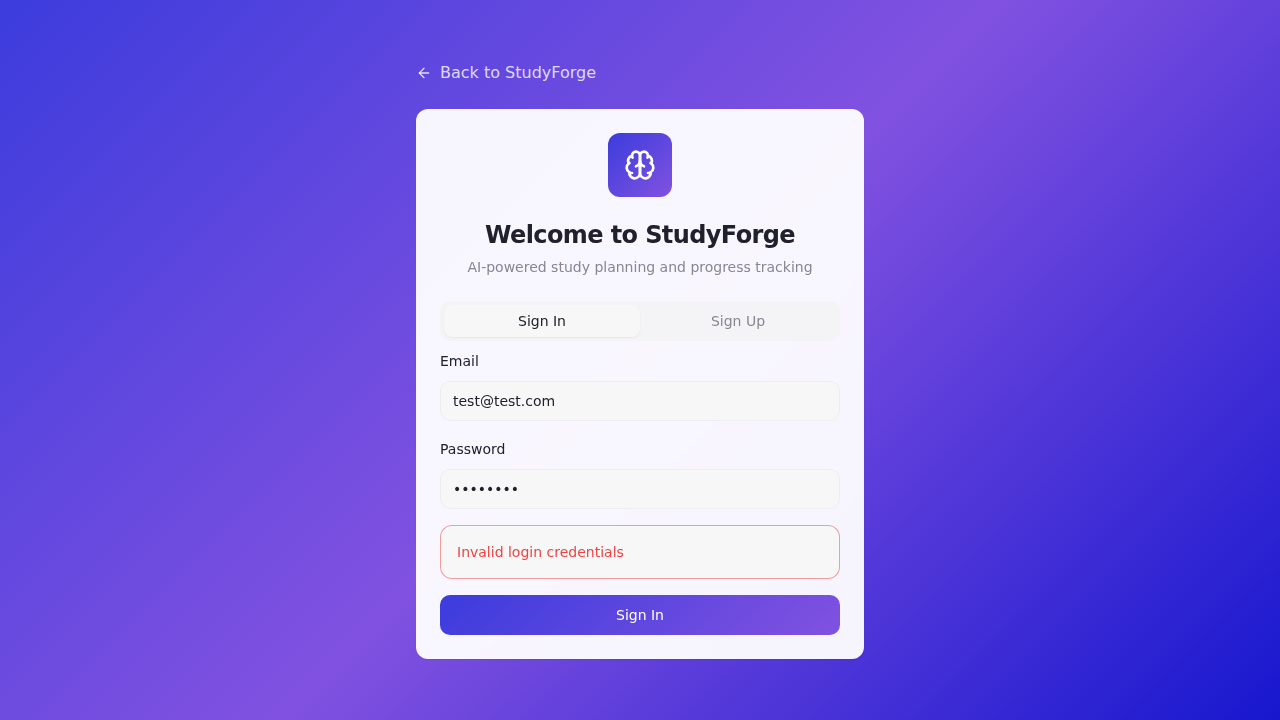 Back to StudyForge
Welcome to StudyForge
AI-powered study planning and progress tracking
Sign In
Sign Up
Email
test@test.com
Password
••••••••
Invalid login credentials
Sign In